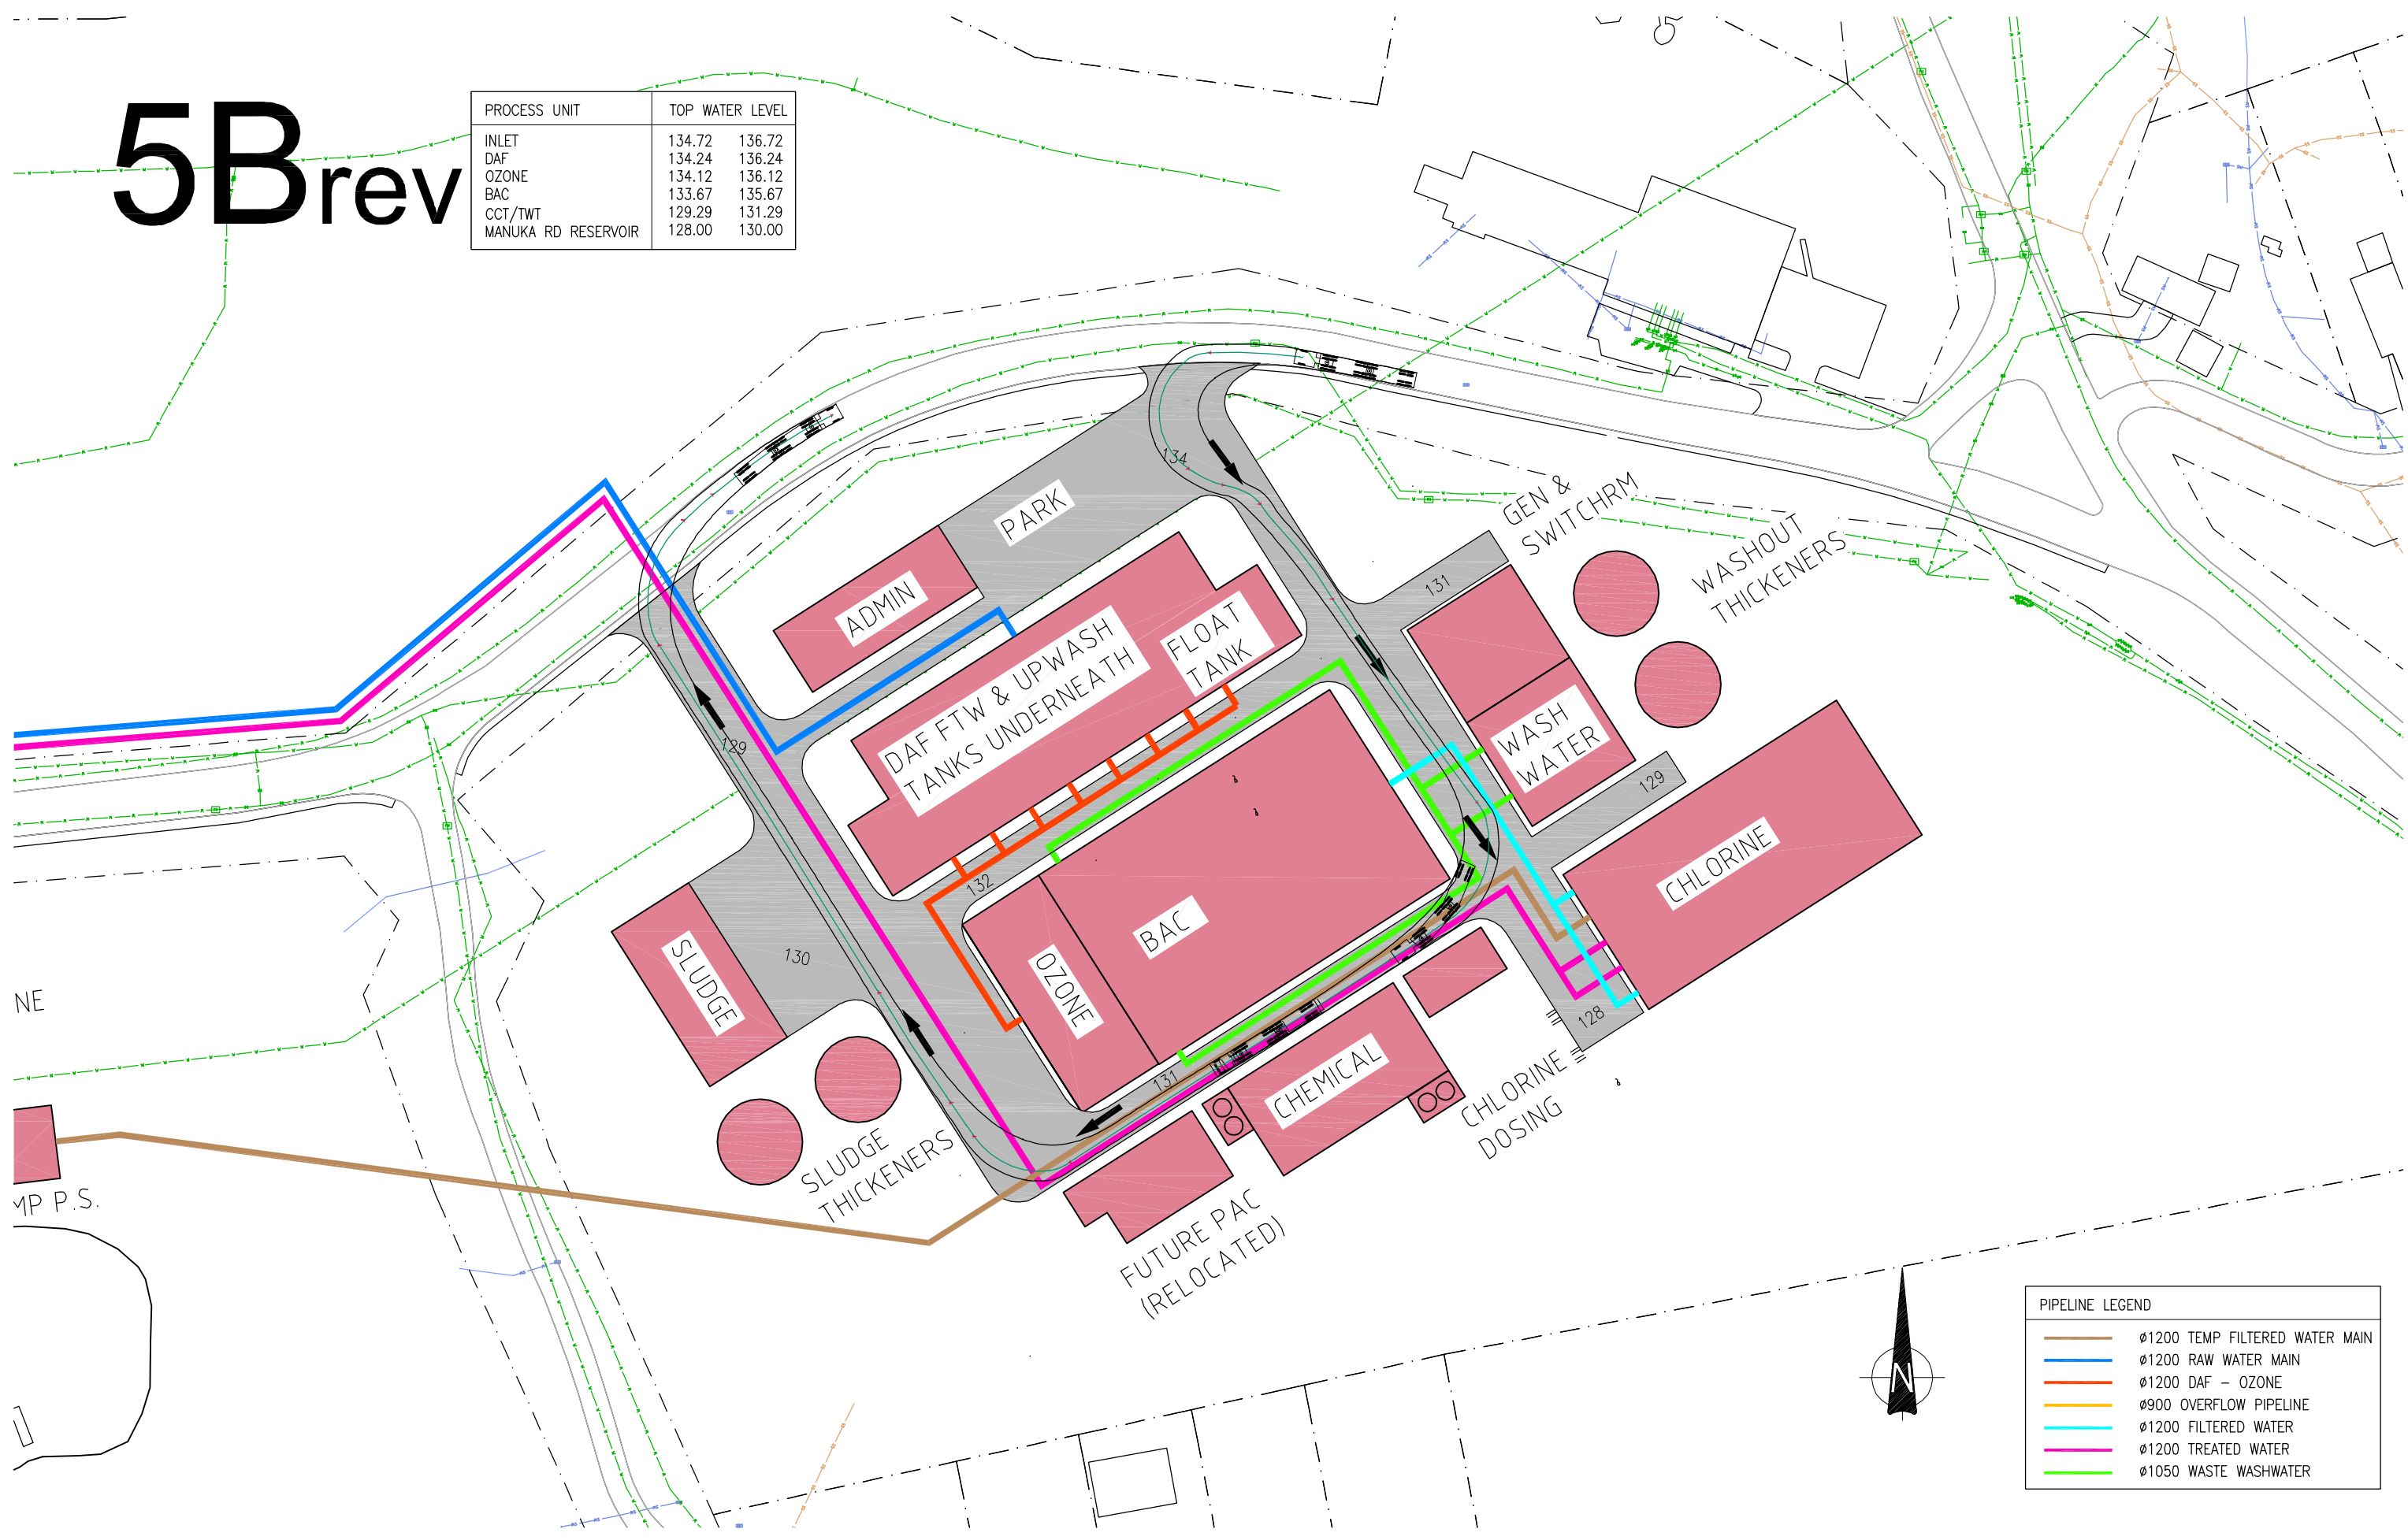 5Brev
PROCESS UNIT TOP WATER LEVEL
INLET 134.72 136.72
DAF 134.24 136.24
OZONE 134.12 136.12
BAC 133.67 135.67
CCT/TWT 129.29 131.29
MANUKA RD RESERVOIR 128.00 130.00
134
PARK
GEN &
SWITCHRM
WASHOUT
THICKENERS
131
ADMIN
FLOAT
TANK
DAF FTW & UPWASH
TANKS UNDERNEATH
129
WASH
WATER
129
CHLORINE
132
BAC
SLUDGE
130
OZONE
NE
128
131
CHEMICAL
CHLORINE
DOSING
SLUDGE
THICKENERS
MP P.S.
FUTURE PAC
(RELOCATED)
N
PIPELINE LEGEND
ø1200 TEMP FILTERED WATER MAIN
ø1200 RAW WATER MAIN
ø1200 DAF - OZONE
ø900 OVERFLOW PIPELINE
ø1200 FILTERED WATER
ø1200 TREATED WATER
ø1050 WASTE WASHWATER